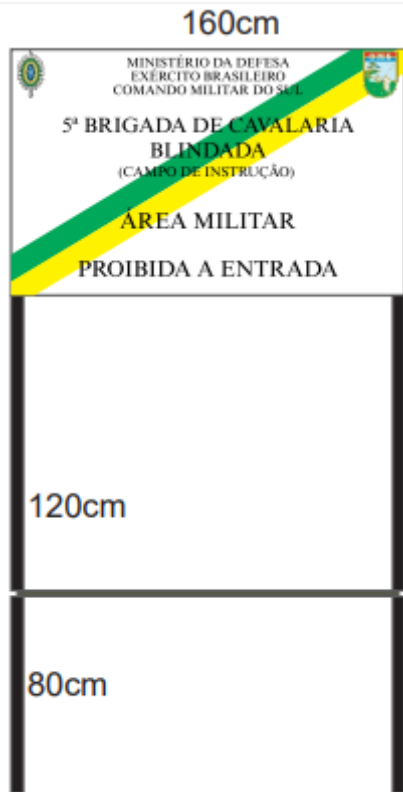 160cm
MINISTÉRIO DA DEFESA
EXÉRCITO BRASILEIRO
COMANDO MILITAR DO SUL
5ª BRIGADA DE CAVALARIA
BLINDADA
(CAMPO DE INSTRUÇÃO)
ÁREA MILITAR
PROIBIDA A ENTRADA
120cm
80cm